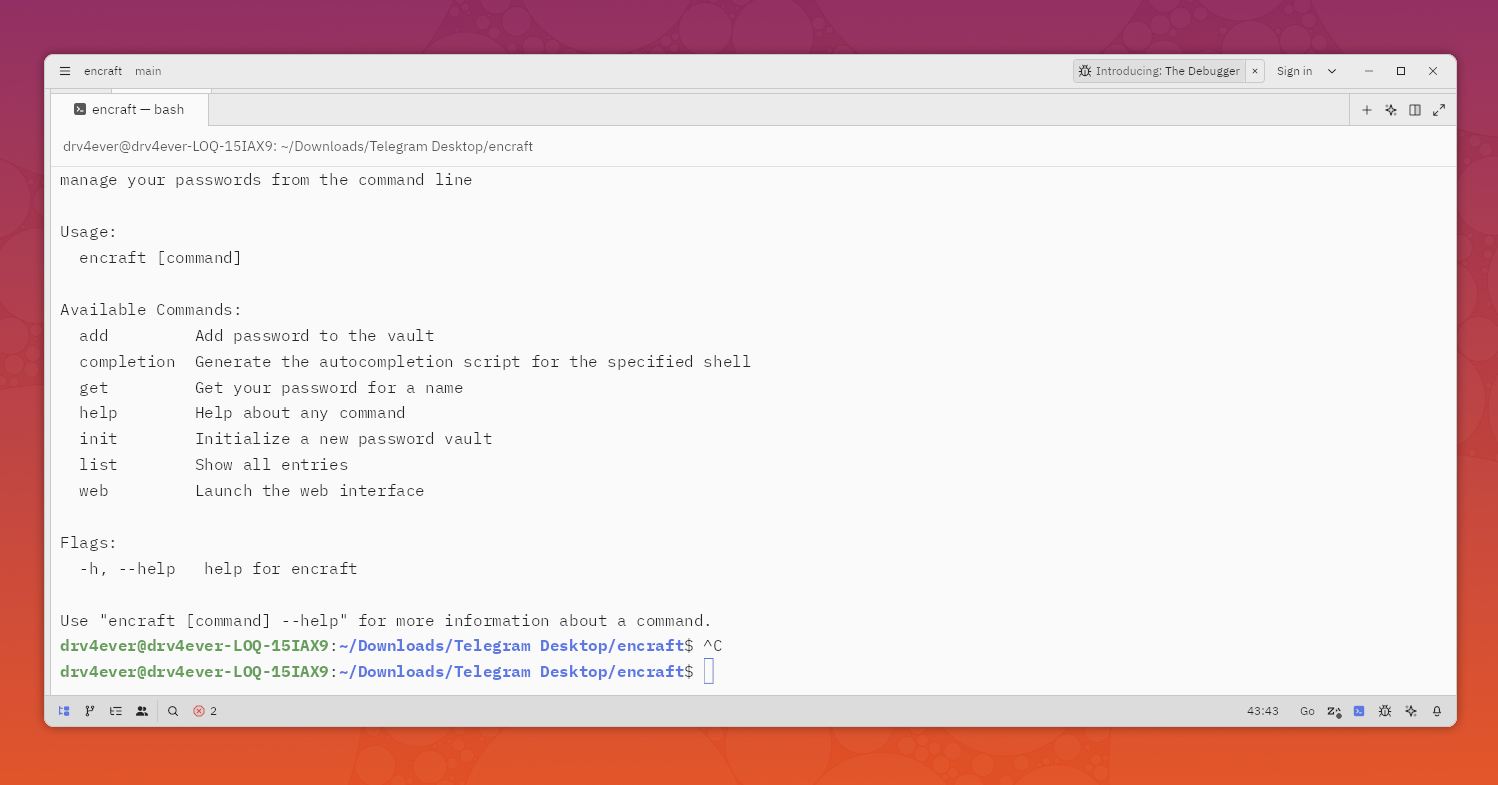 encraft main Introducing: The Debugger × Sign in
encraft — bash
drv4ever@drv4ever-LOQ-15IAX9: ~/Downloads/Telegram Desktop/encraft
manage your passwords from the command line
Usage:
  encraft [command]
Available Commands:
  add         Add password to the vault
  completion  Generate the autocompletion script for the specified shell
  get         Get your password for a name
  help        Help about any command
  init        Initialize a new password vault
  list        Show all entries
  web         Launch the web interface
Flags:
  -h, --help   help for encraft
Use "encraft [command] --help" for more information about a command.
drv4ever@drv4ever-LOQ-15IAX9:~/Downloads/Telegram Desktop/encraft$ ^C
drv4ever@drv4ever-LOQ-15IAX9:~/Downloads/Telegram Desktop/encraft$
2 43:43 Go